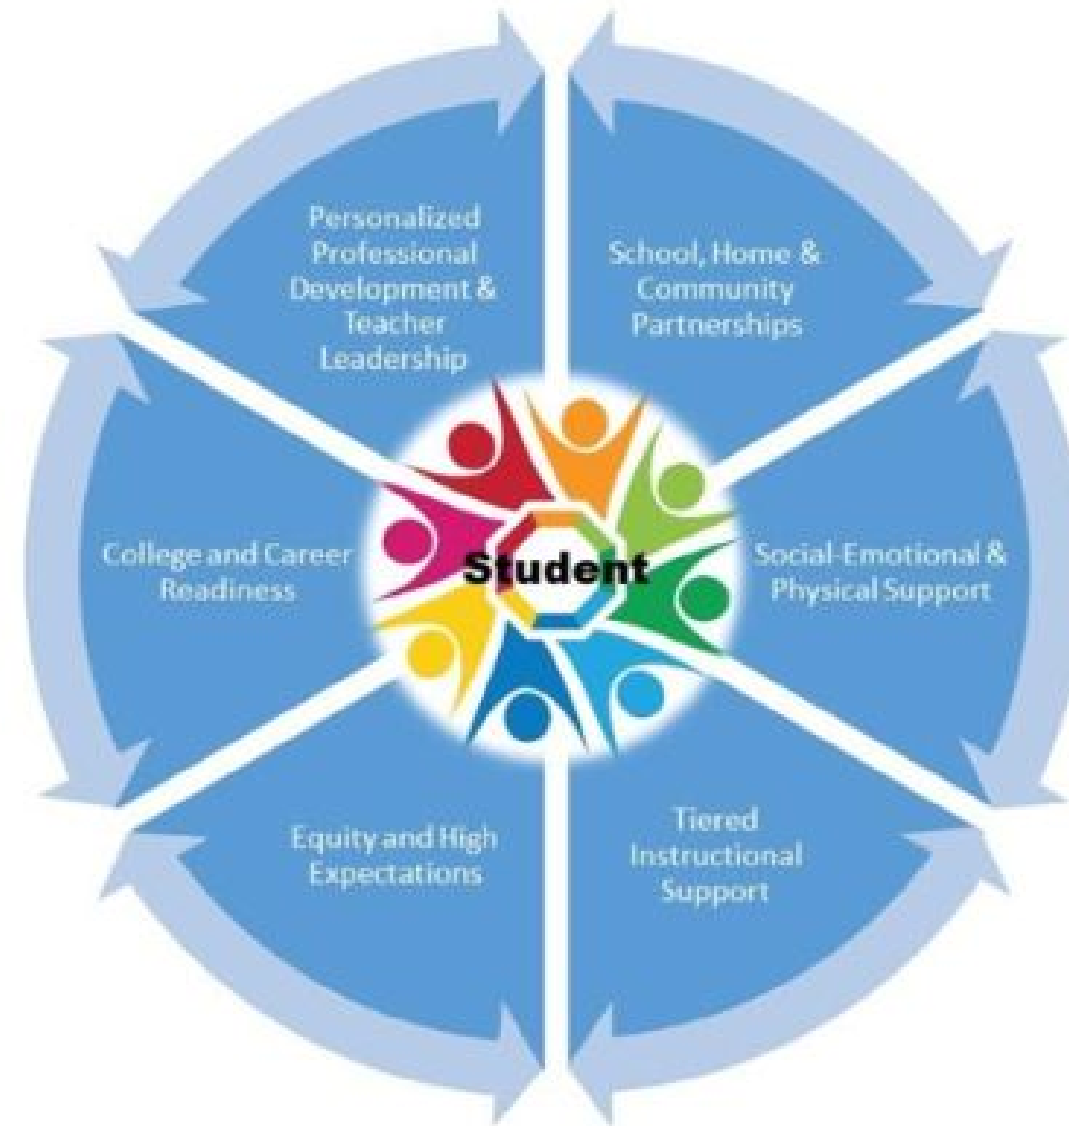 Personalized
Professional
Development &
Teacher
Leadership
School, Home &
Community
Partnerships
College and Career
Readiness
Student
Social-Emotional &
Physical Support
Equity and High
Expectations
Tiered
Instructional
Support